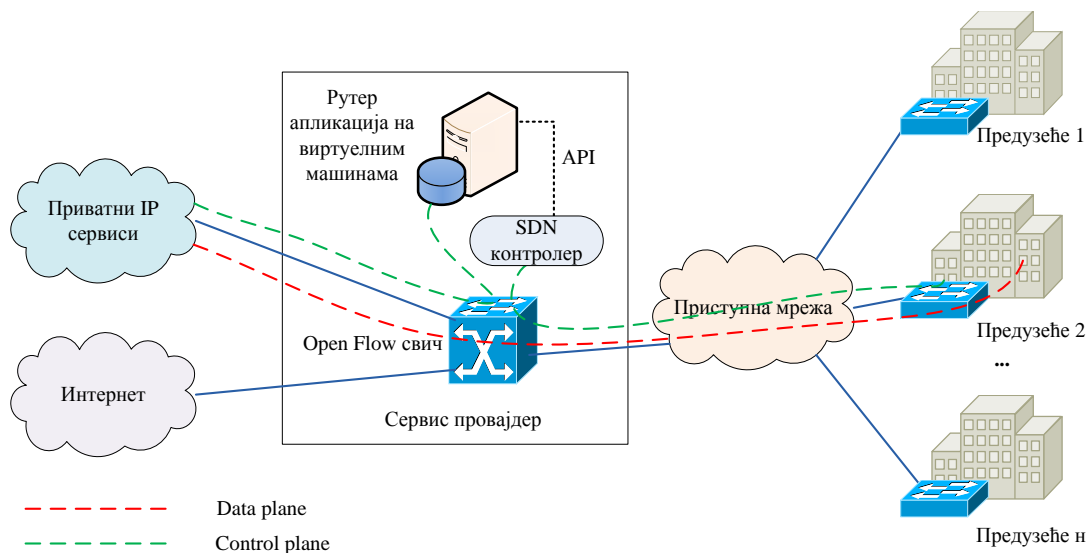 Рутер
апликација на
виртуелним
машинама
API
SDN
контролер
Приватни IP
сервиси
Open Flow свич
Интернет
Сервис провајдер
Приступна мрежа
Предузеће 1
Предузеће 2
...
Предузеће н
Data plane
Control plane